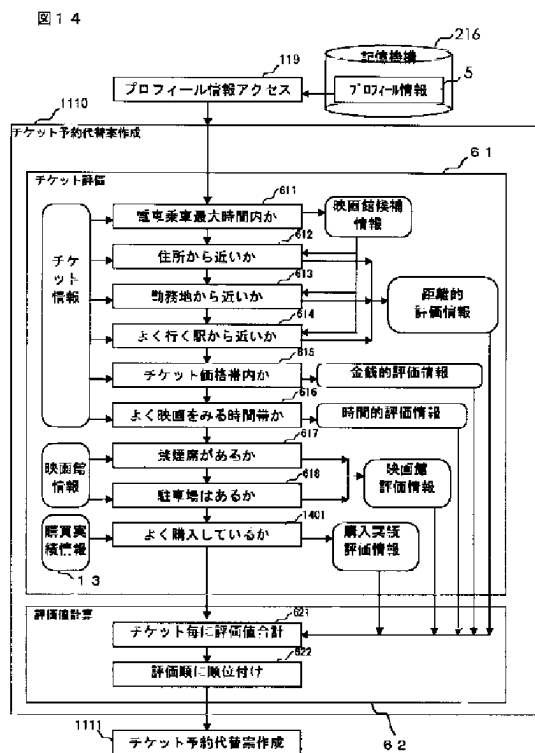 図１４
216
記憶機構
119
5
プロフィール情報アクセス
プロフィール情報
1110
チケット予約代替案作成
６１
チケット評価
611
電車乗車最大時間内か
映画館候補
情報
612
住所から近いか
チケット
情報
613
勤務地から近いか
距離的
評価情報
614
よく行く駅から近いか
615
チケット価格帯内か
金銭的評価情報
616
よく映画をみる時間帯か
時間的評価情報
617
禁煙席があるか
映画館
情報
618
駐車場はあるか
映画館
評価情報
1401
購買実
績情報
よく購入しているか
購入実績
評価情報
１３
評価値計算
621
チケット毎に評価値合計
622
評価順に順位付け
６２
1111
チケット予約代替案作成